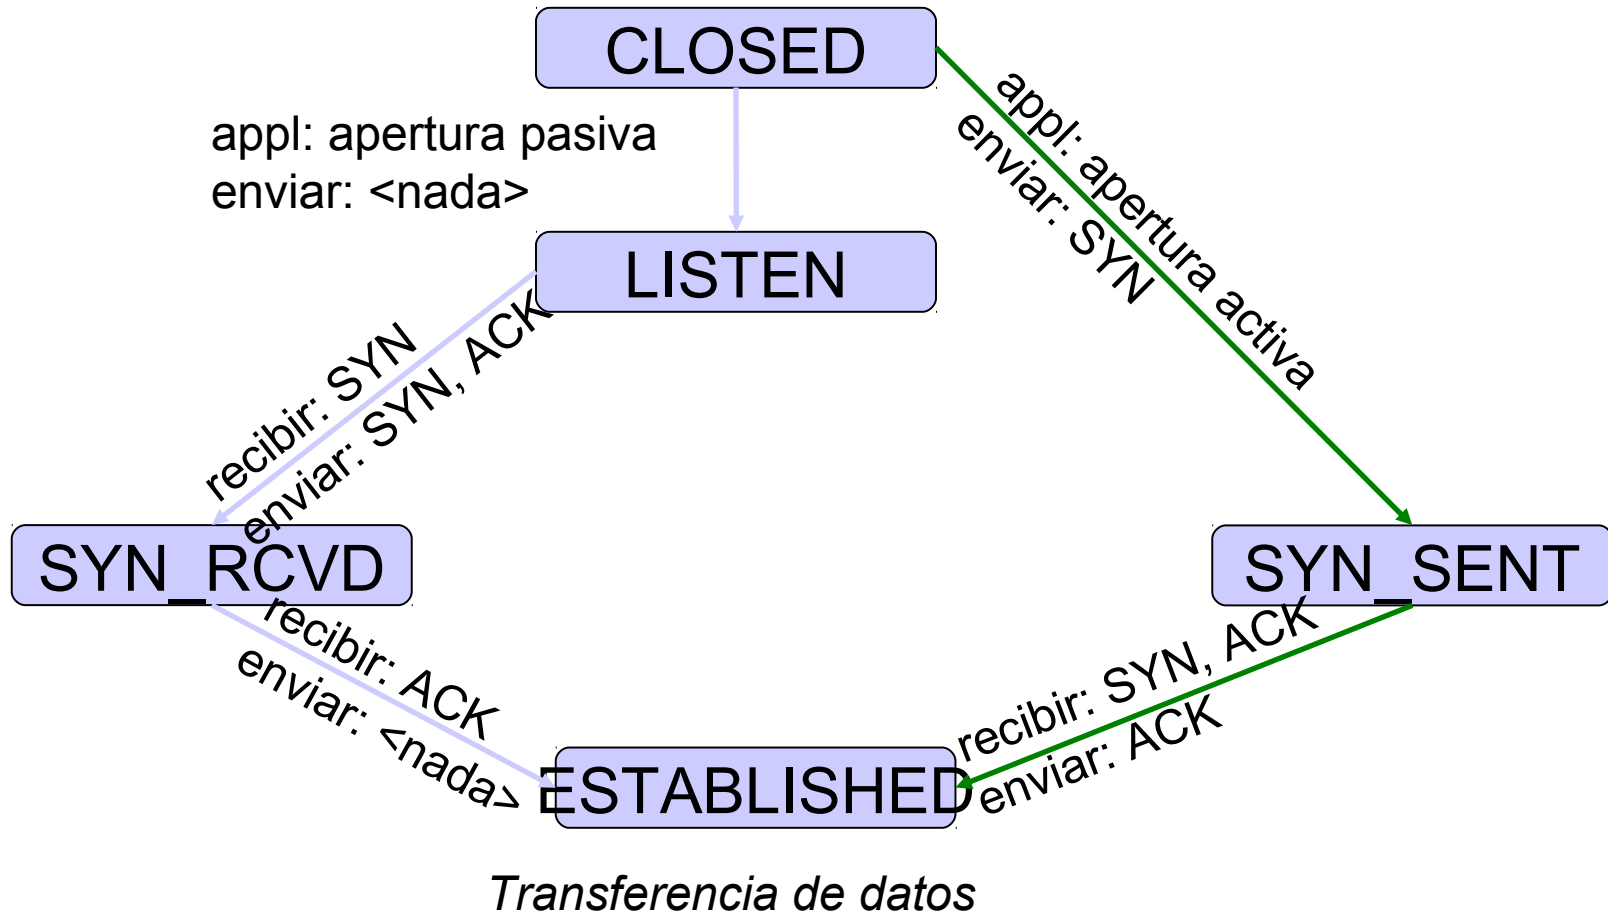 CLOSED
appl: apertura pasiva
enviar: <nada>
appl: apertura activa
enviar: SYN
LISTEN
recibir: SYN
enviar: SYN, ACK
SYN_RCVD
SYN_SENT
recibir: ACK
enviar: <nada>
recibir: SYN, ACK
enviar: ACK
ESTABLISHED
Transferencia de datos